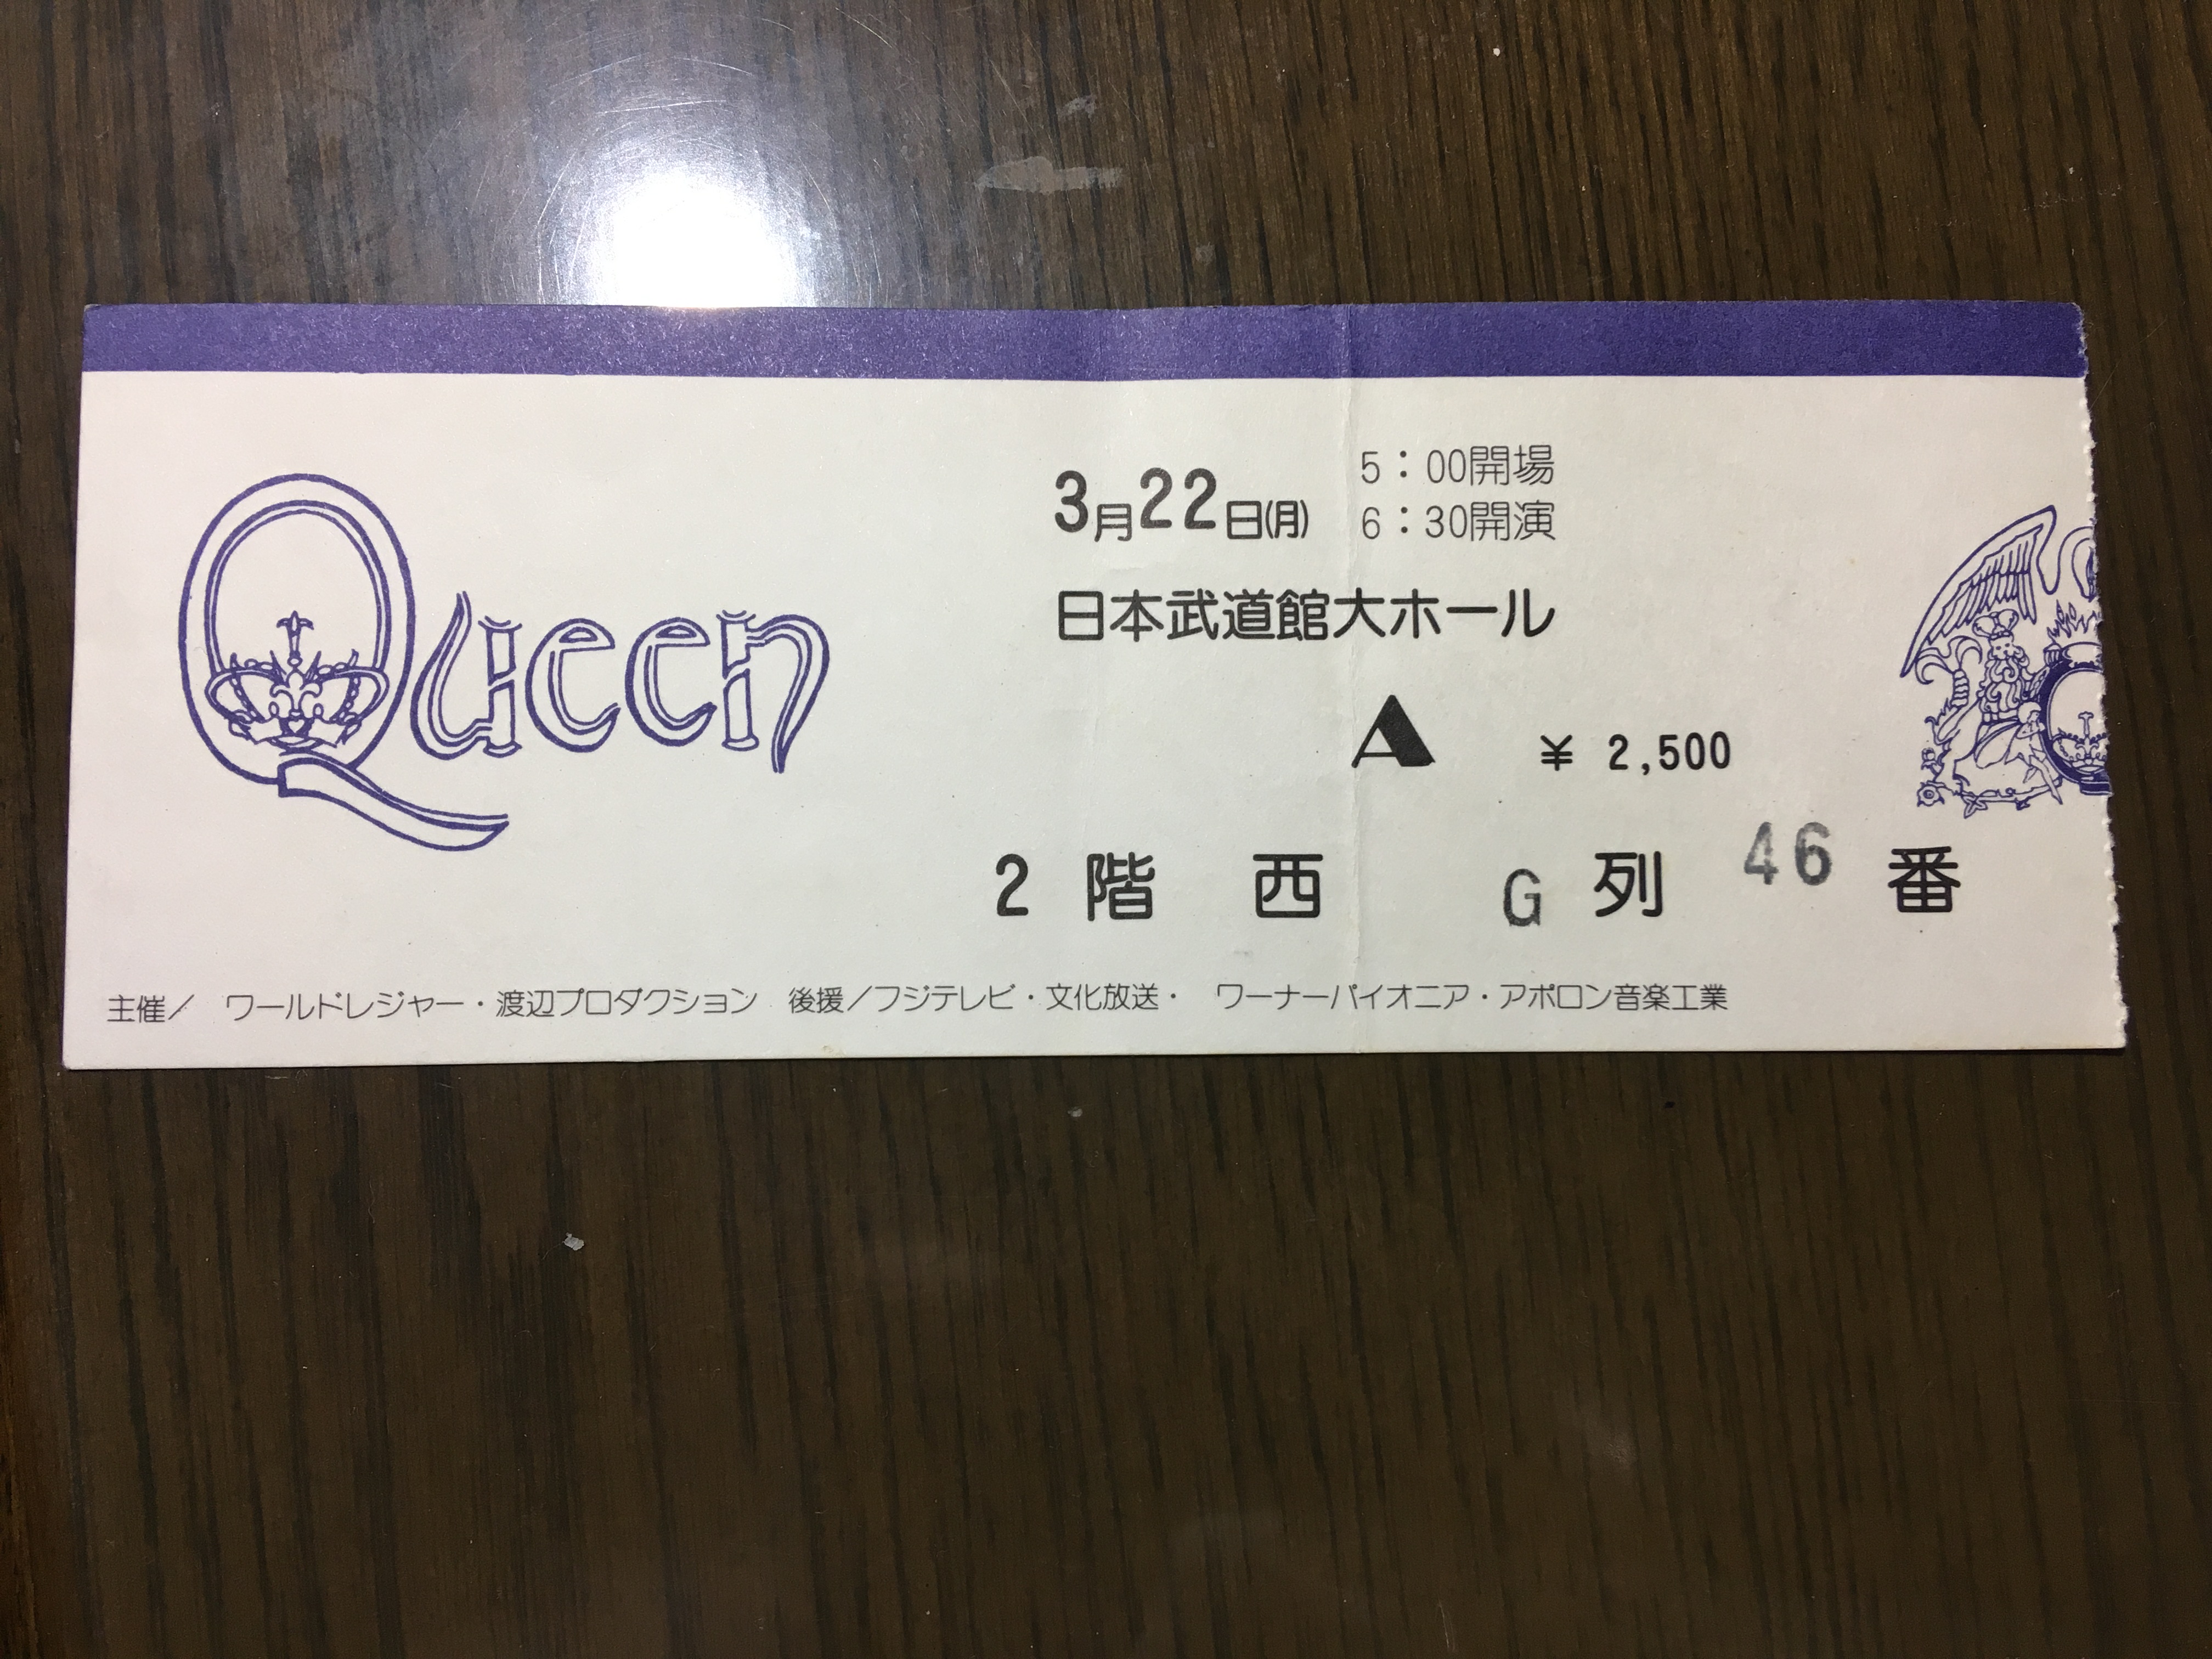 Queen
3月22日(月)
5：00開場
6：30開演
日本武道館大ホール
A ¥ 2,500
2 階 西 G 列 46 番
主催／ ワールドレジャー・渡辺プロダクション 後援／フジテレビ・文化放送・ ワーナーパイオニア・アポロン音楽工業